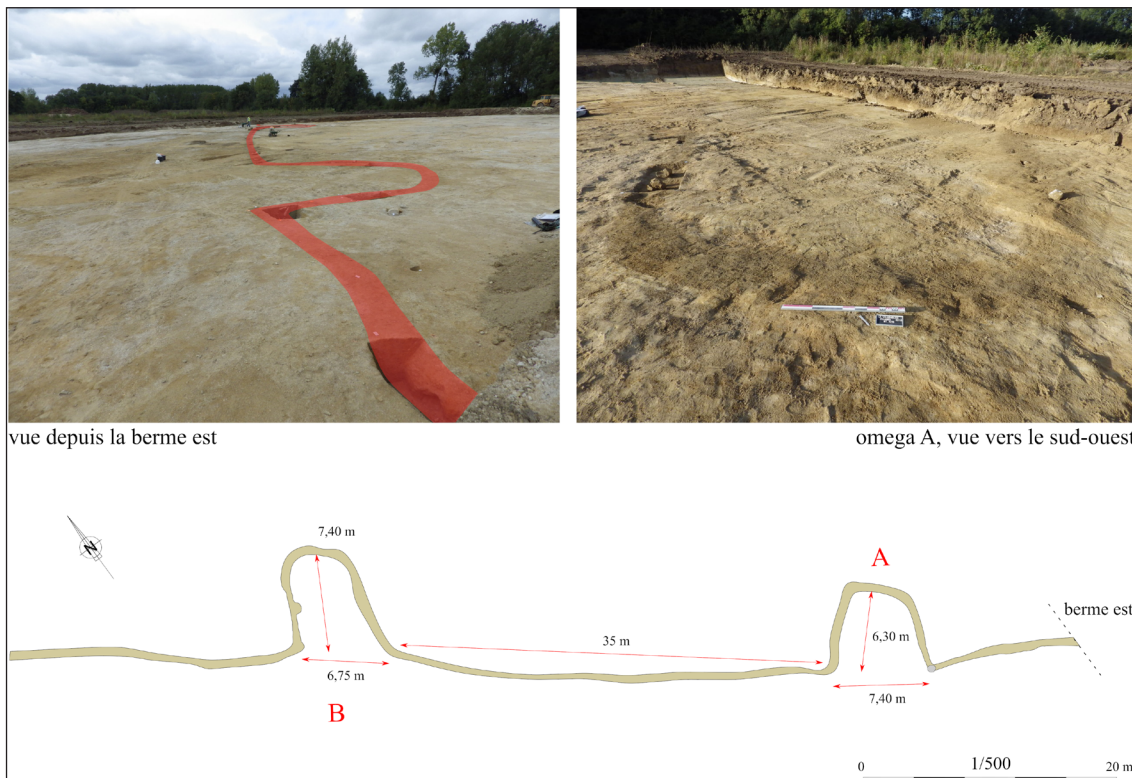 vue depuis la berme est
omega A, vue vers le sud-ouest
N
7,40 m
A
berme est
35 m
6,30 m
6,75 m
7,40 m
B
0 1/500 20 m